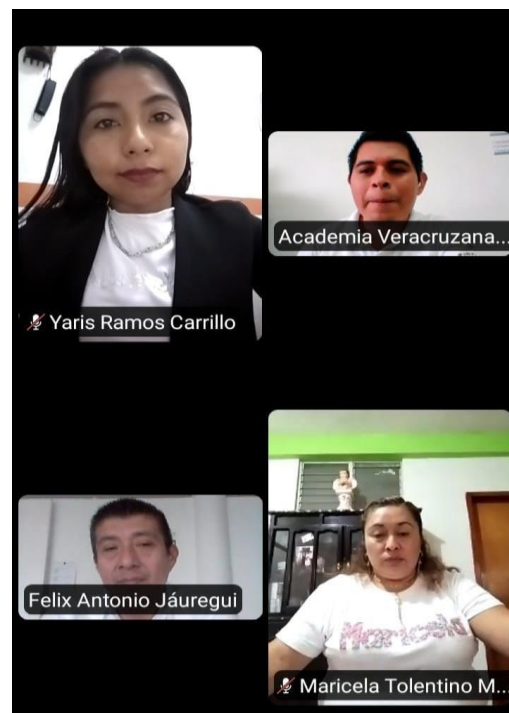 Yaris Ramos Carrillo
Academia Veracruzana...
Felix Antonio Jáuregui
Maricela
Maricela Tolentino M...